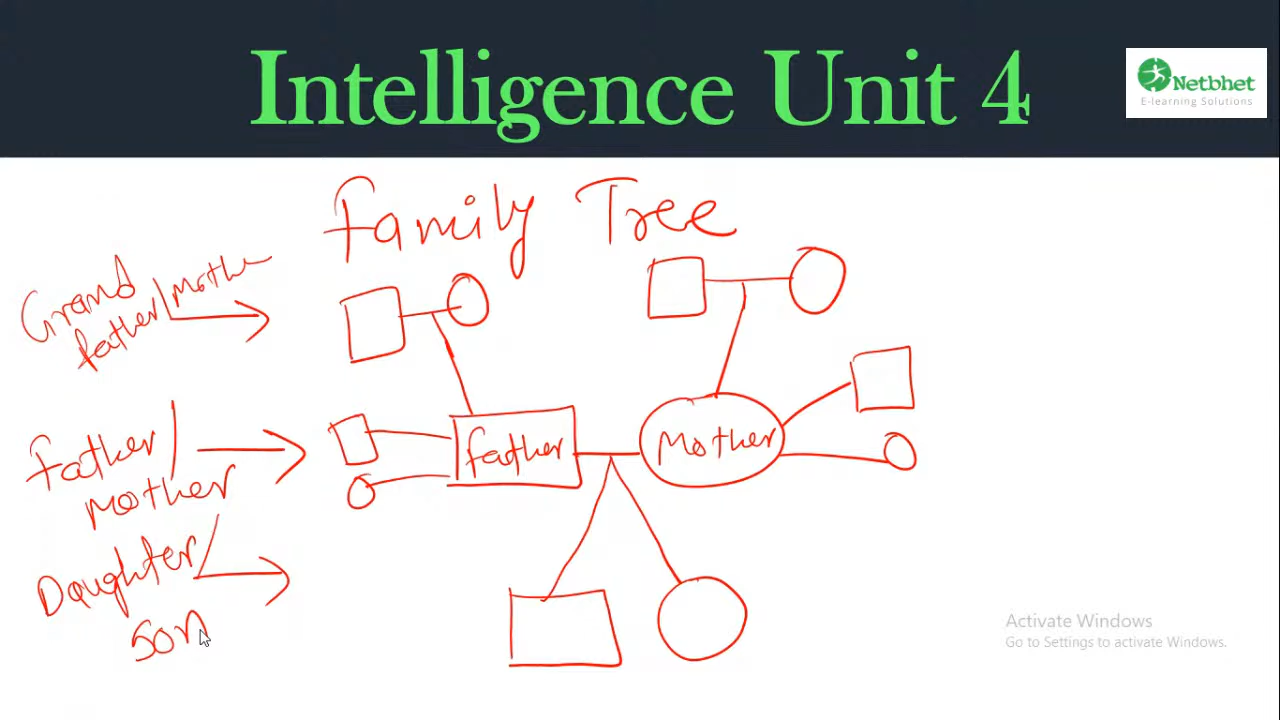 Intelligence Unit 4
Netbhet
E-learning Solutions
Family Tree
Grand
father/mother
Father/
Mother
Father
Mother
Daughter/
Son
Activate Windows
Go to Settings to activate Windows.